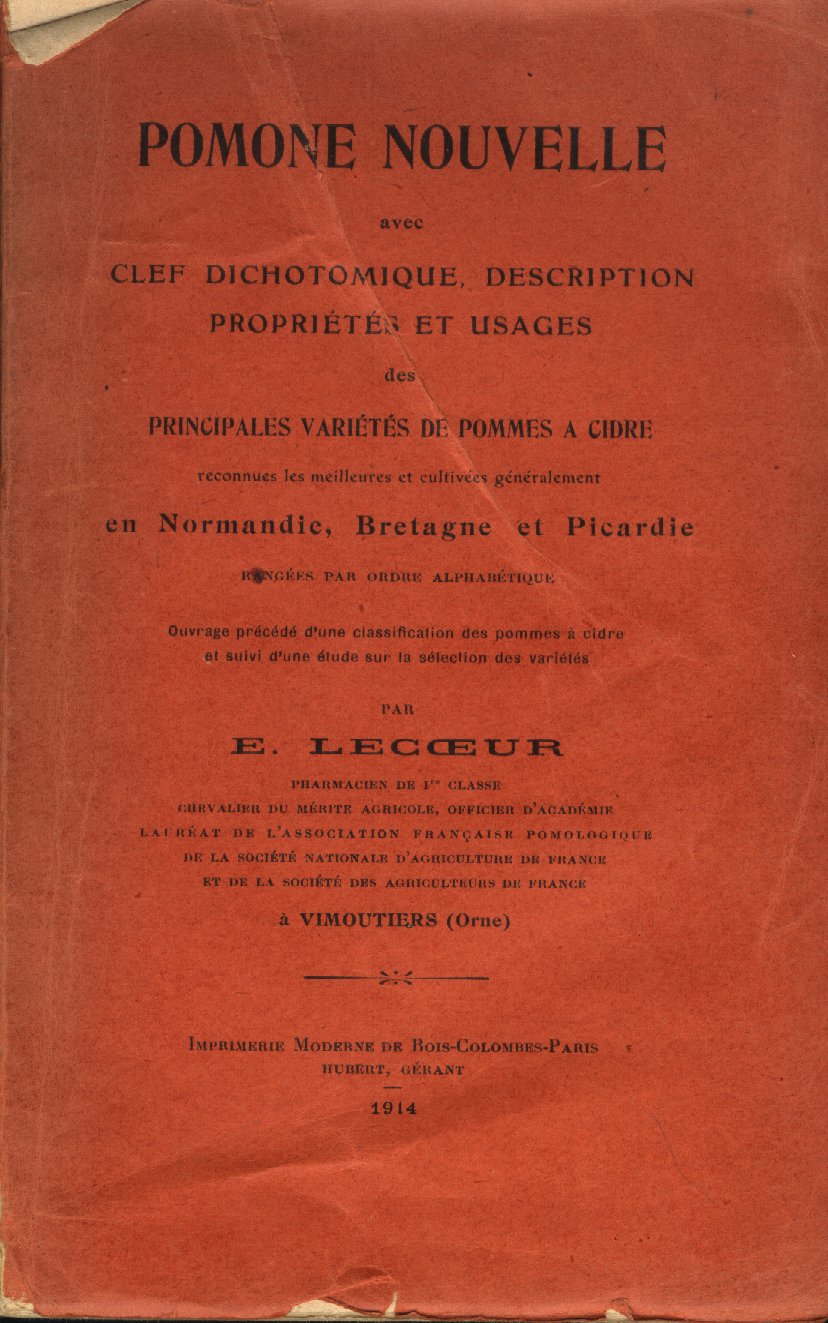 POMONE NOUVELLE
avec
CLEF DICHOTOMIQUE, DESCRIPTION
PROPRIÉTÉS ET USAGES
des
PRINCIPALES VARIÉTÉS DE POMMES A CIDRE
reconnues les meilleures et cultivées généralement
en Normandie, Bretagne et Picardie
RANGÉES PAR ORDRE ALPHABÉTIQUE
Ouvrage précédé d'une classification des pommes à cidre
et suivi d'une étude sur la sélection des variétés
PAR
E. LECŒUR
PHARMACIEN DE 1re CLASSE
CHEVALIER DU MÉRITE AGRICOLE, OFFICIER D'ACADÉMIE
LAURÉAT DE L'ASSOCIATION FRANÇAISE POMOLOGIQUE
DE LA SOCIÉTÉ NATIONALE D'AGRICULTURE DE FRANCE
ET DE LA SOCIÉTÉ DES AGRICULTEURS DE FRANCE
à VIMOUTIERS (Orne)
IMPRIMERIE MODERNE DE BOIS-COLOMBES-PARIS
HUBERT, GÉRANT
1914